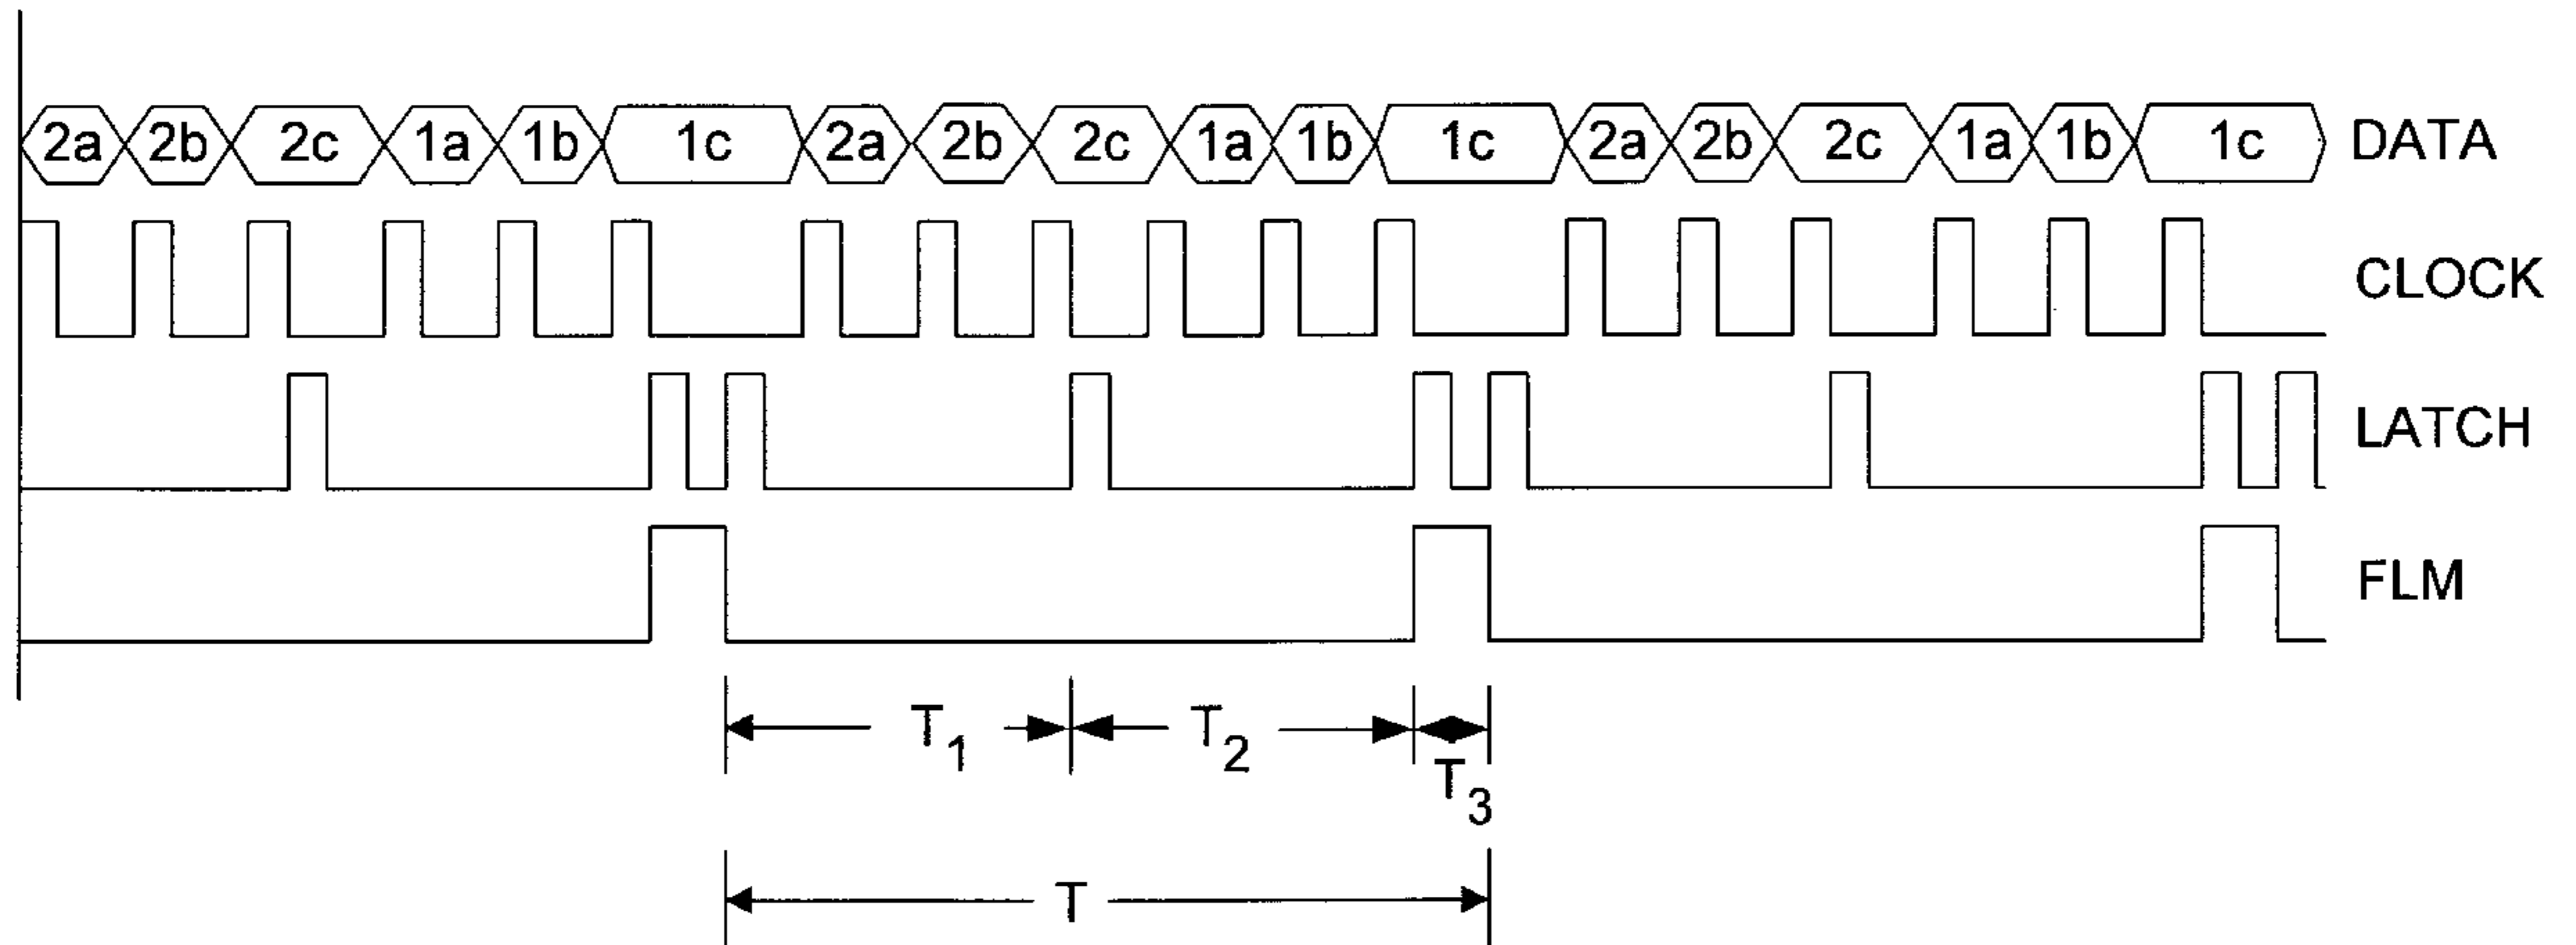 2a 2b 2c 1a 1b 1c 2a 2b 2c 1a 1b 1c 2a 2b 2c 1a 1b 1c DATA
CLOCK
LATCH
FLM
T1 T2
T3
T